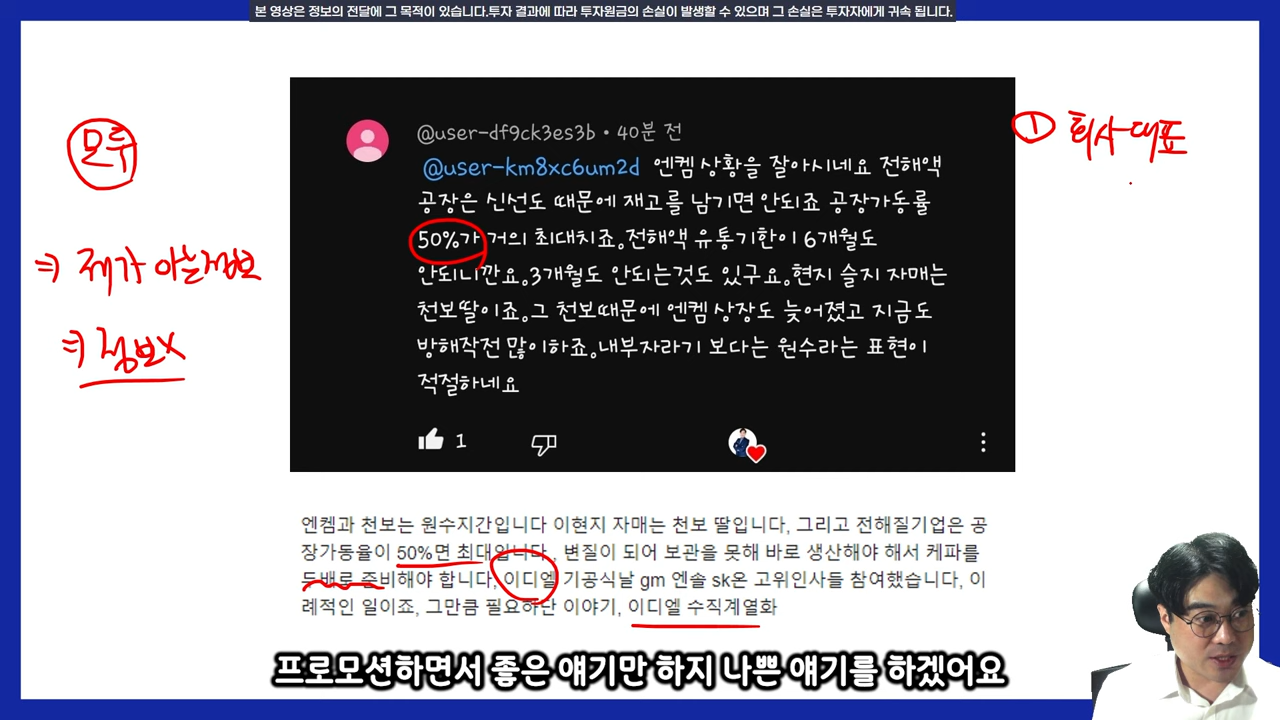 본 영상은 정보의 전달에 그 목적이 있습니다.투자 결과에 따라 투자원금의 손실이 발생할 수 있으며 그 손실은 투자자에게 귀속 됩니다.
모두
⇒ 제가 아는정보
⇒ 정보X
@user-df9ck3es3b • 40분 전
@user-km8xc6um2d 엔켐 상황을 잘아시네요 전해액
공장은 신선도 때문에 재고를 남기면 안되죠 공장가동률
50%가 거의 최대치죠.전해액 유통기한이 6개월도
안되니깐요.3개월도 안되는것도 있구요.현지 슬지 자매는
천보딸이죠.그 천보때문에 엔켐 상장도 늦어졌고 지금도
방해작전 많이하죠.내부자라기 보다는 원수라는 표현이
적절하네요
1
① 회사대표
엔켐과 천보는 원수지간입니다 이현지 자매는 천보 딸입니다, 그리고 전해질기업은 공
장가동율이 50%면 최대입니다 , 변질이 되어 보관을 못해 바로 생산해야 해서 케파를
두배로 준비해야 합니다, 이디엘 기공식날 gm 엔솔 sk온 고위인사들 참여했습니다, 이
례적인 일이죠, 그만큼 필요하단 이야기, 이디엘 수직계열화
프로모션하면서 좋은 얘기만 하지 나쁜 얘기를 하겠어요